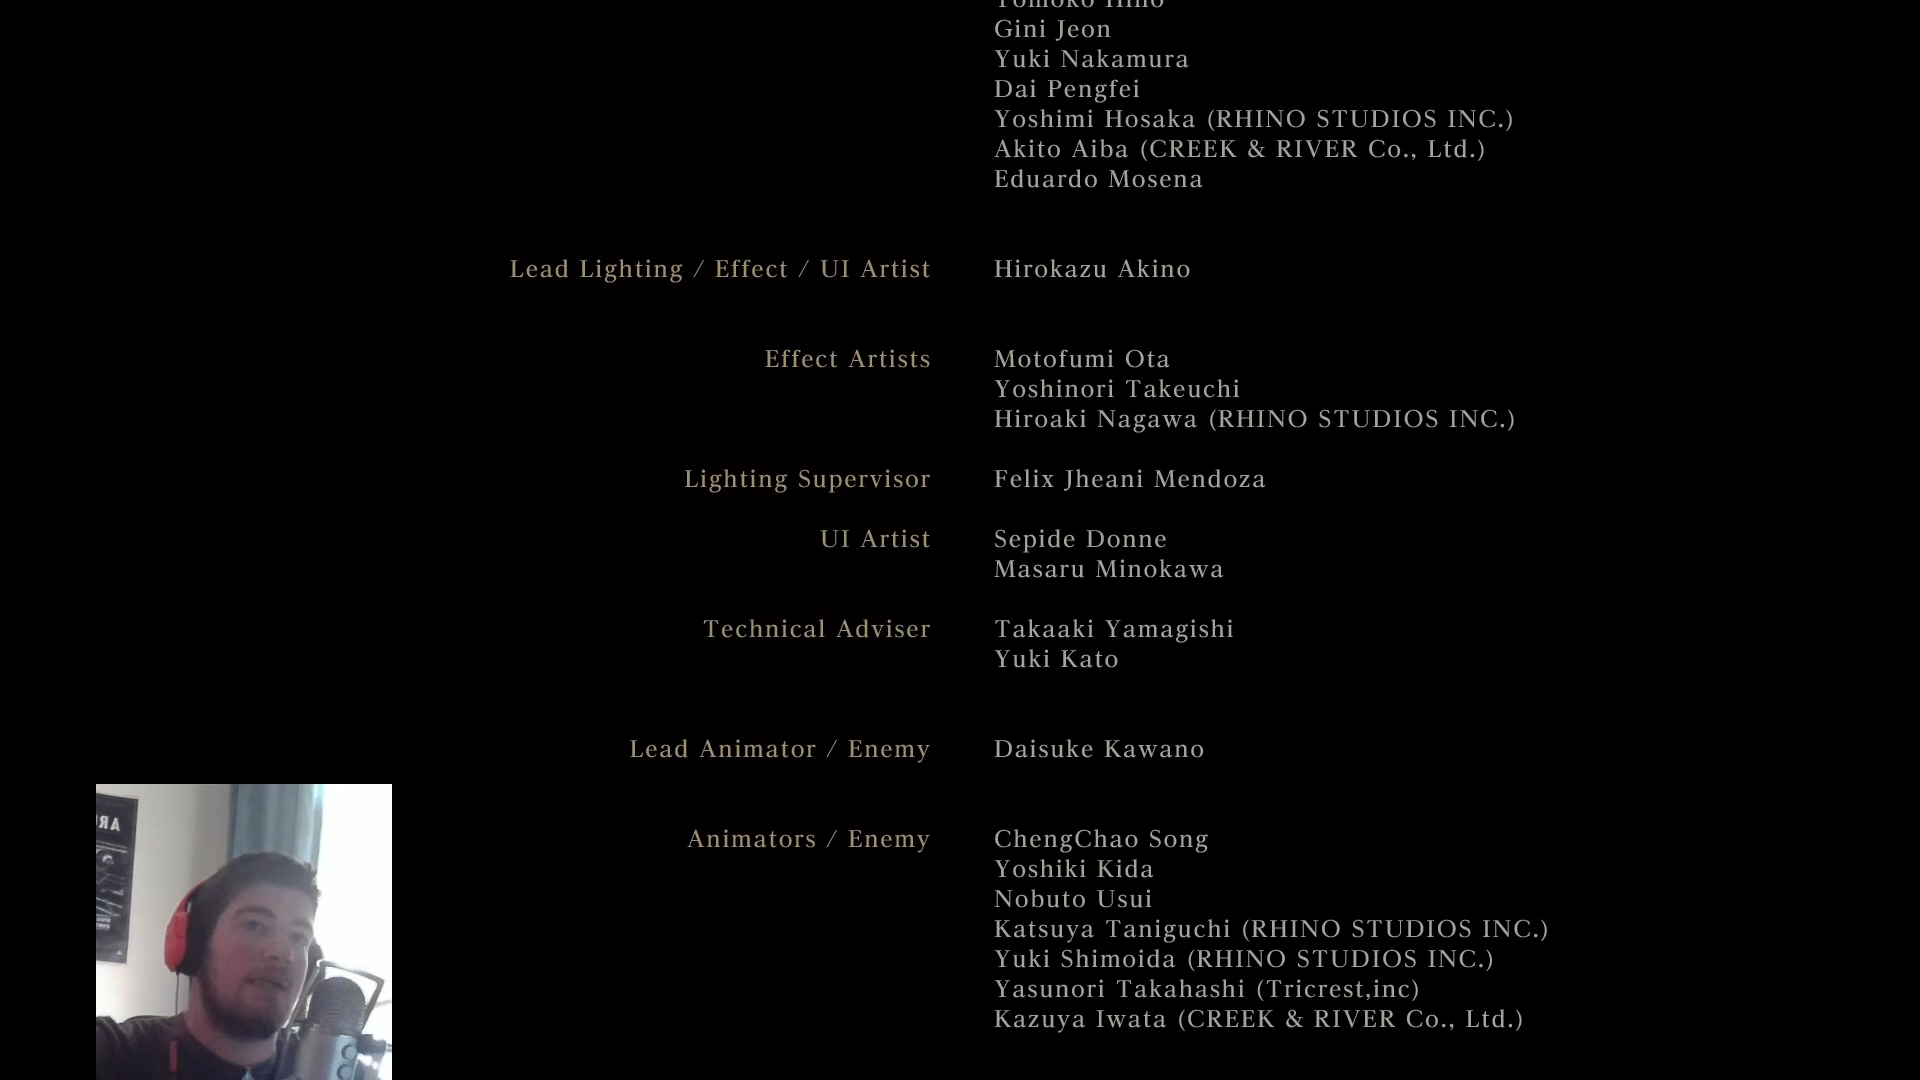 Gini Jeon
Yuki Nakamura
Dai Pengfei
Yoshimi Hosaka (RHINO STUDIOS INC.)
Akito Aiba (CREEK & RIVER Co., Ltd.)
Eduardo Mosena
Lead Lighting / Effect / UI Artist Hirokazu Akino
Effect Artists Motofumi Ota
Yoshinori Takeuchi
Hiroaki Nagawa (RHINO STUDIOS INC.)
Lighting Supervisor Felix Jheani Mendoza
UI Artist Sepide Donne
Masaru Minokawa
Technical Adviser Takaaki Yamagishi
Yuki Kato
Lead Animator / Enemy Daisuke Kawano
Animators / Enemy ChengChao Song
Yoshiki Kida
Nobuto Usui
Katsuya Taniguchi (RHINO STUDIOS INC.)
Yuki Shimoida (RHINO STUDIOS INC.)
Yasunori Takahashi (Tricrest,inc)
Kazuya Iwata (CREEK & RIVER Co., Ltd.)